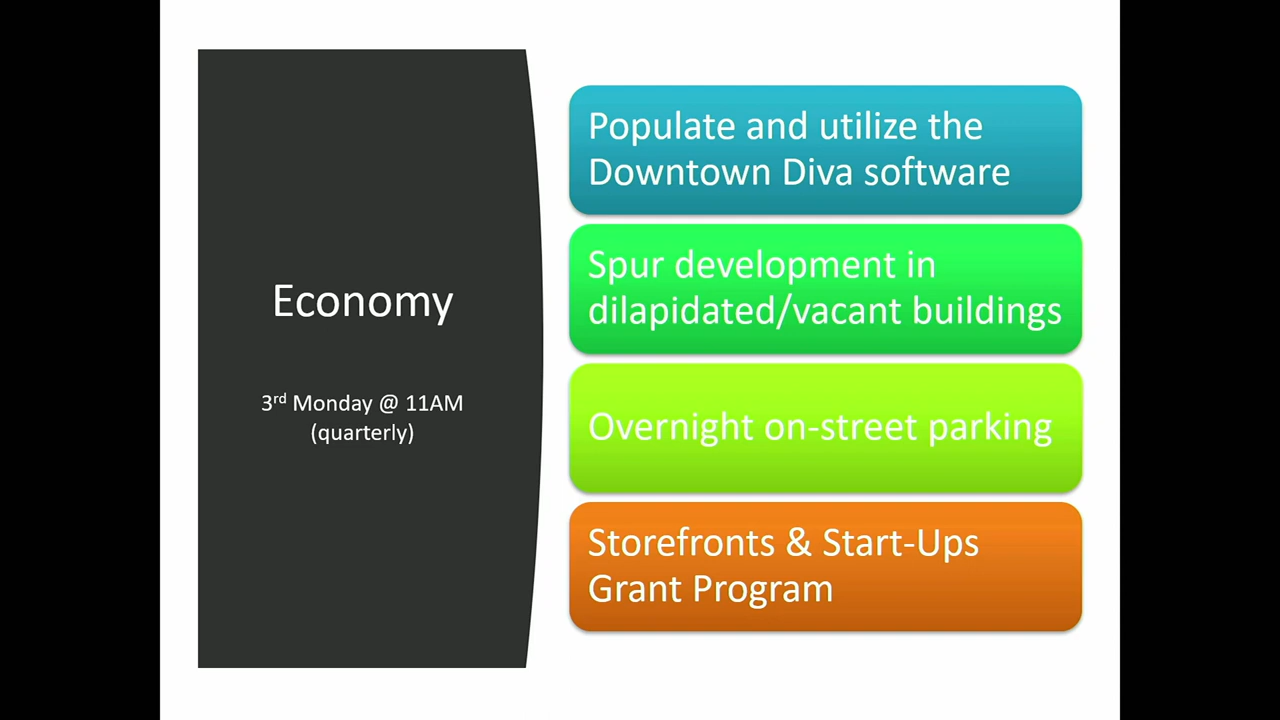 Economy
3rd Monday @ 11AM
(quarterly)
Populate and utilize the
Downtown Diva software
Spur development in
dilapidated/vacant buildings
Overnight on-street parking
Storefronts & Start-Ups
Grant Program